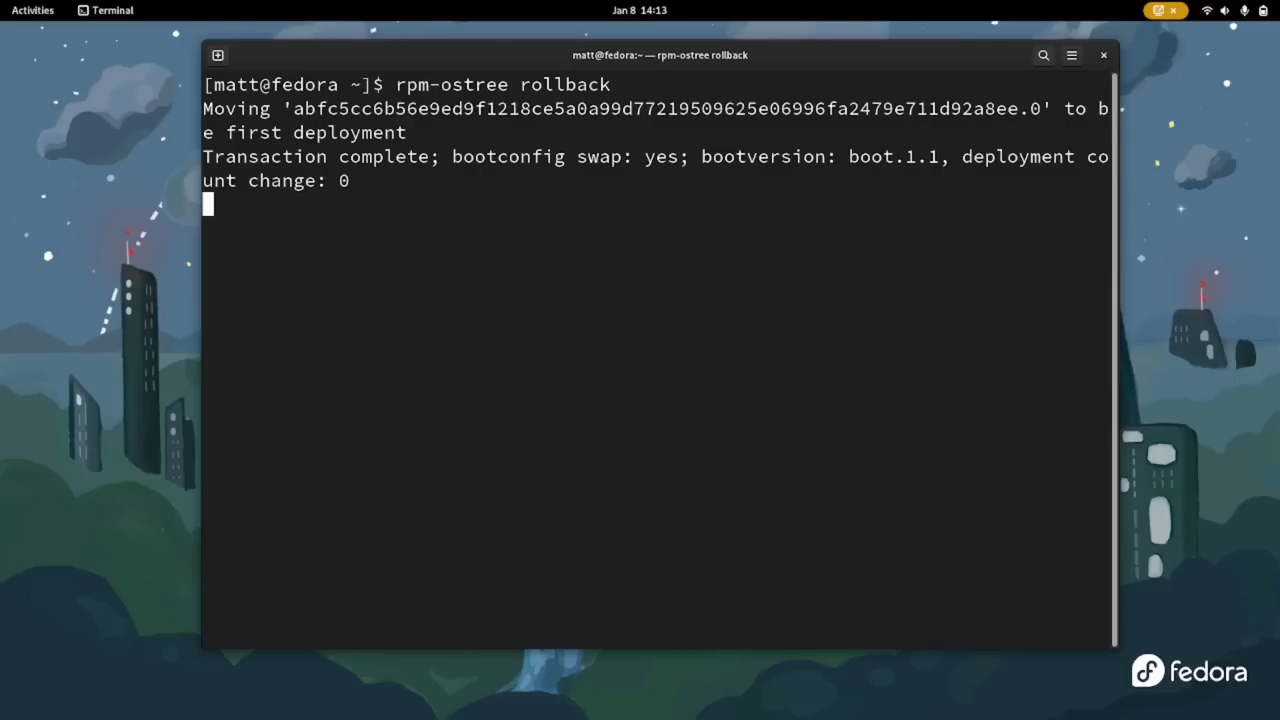 Activities
Terminal
Jan 8 14:13
matt@fedora:~ — rpm-ostree rollback
[matt@fedora ~]$ rpm-ostree rollback
Moving 'abfc5cc6b56e9ed9f1218ce5a0a99d77219509625e06996fa2479e711d92a8ee.0' to b
e first deployment
Transaction complete; bootconfig swap: yes; bootversion: boot.1.1, deployment co
unt change: 0
fedora